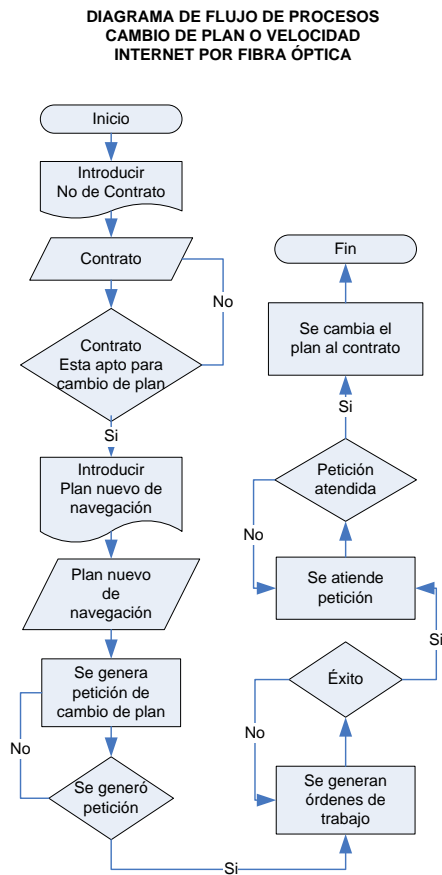 DIAGRAMA DE FLUJO DE PROCESOS
CAMBIO DE PLAN O VELOCIDAD
INTERNET POR FIBRA ÓPTICA
Inicio
Introducir
No de Contrato
Contrato
No
Contrato
Esta apto para
cambio de plan
Si
Introducir
Plan nuevo de
navegación
Plan nuevo
de
navegación
Se genera
petición de
cambio de plan
No
Se generó
petición
Si
Se generan
órdenes de
trabajo
No
Éxito
Si
Se atiende
petición
No
Petición
atendida
Si
Se cambia el
plan al contrato
Fin